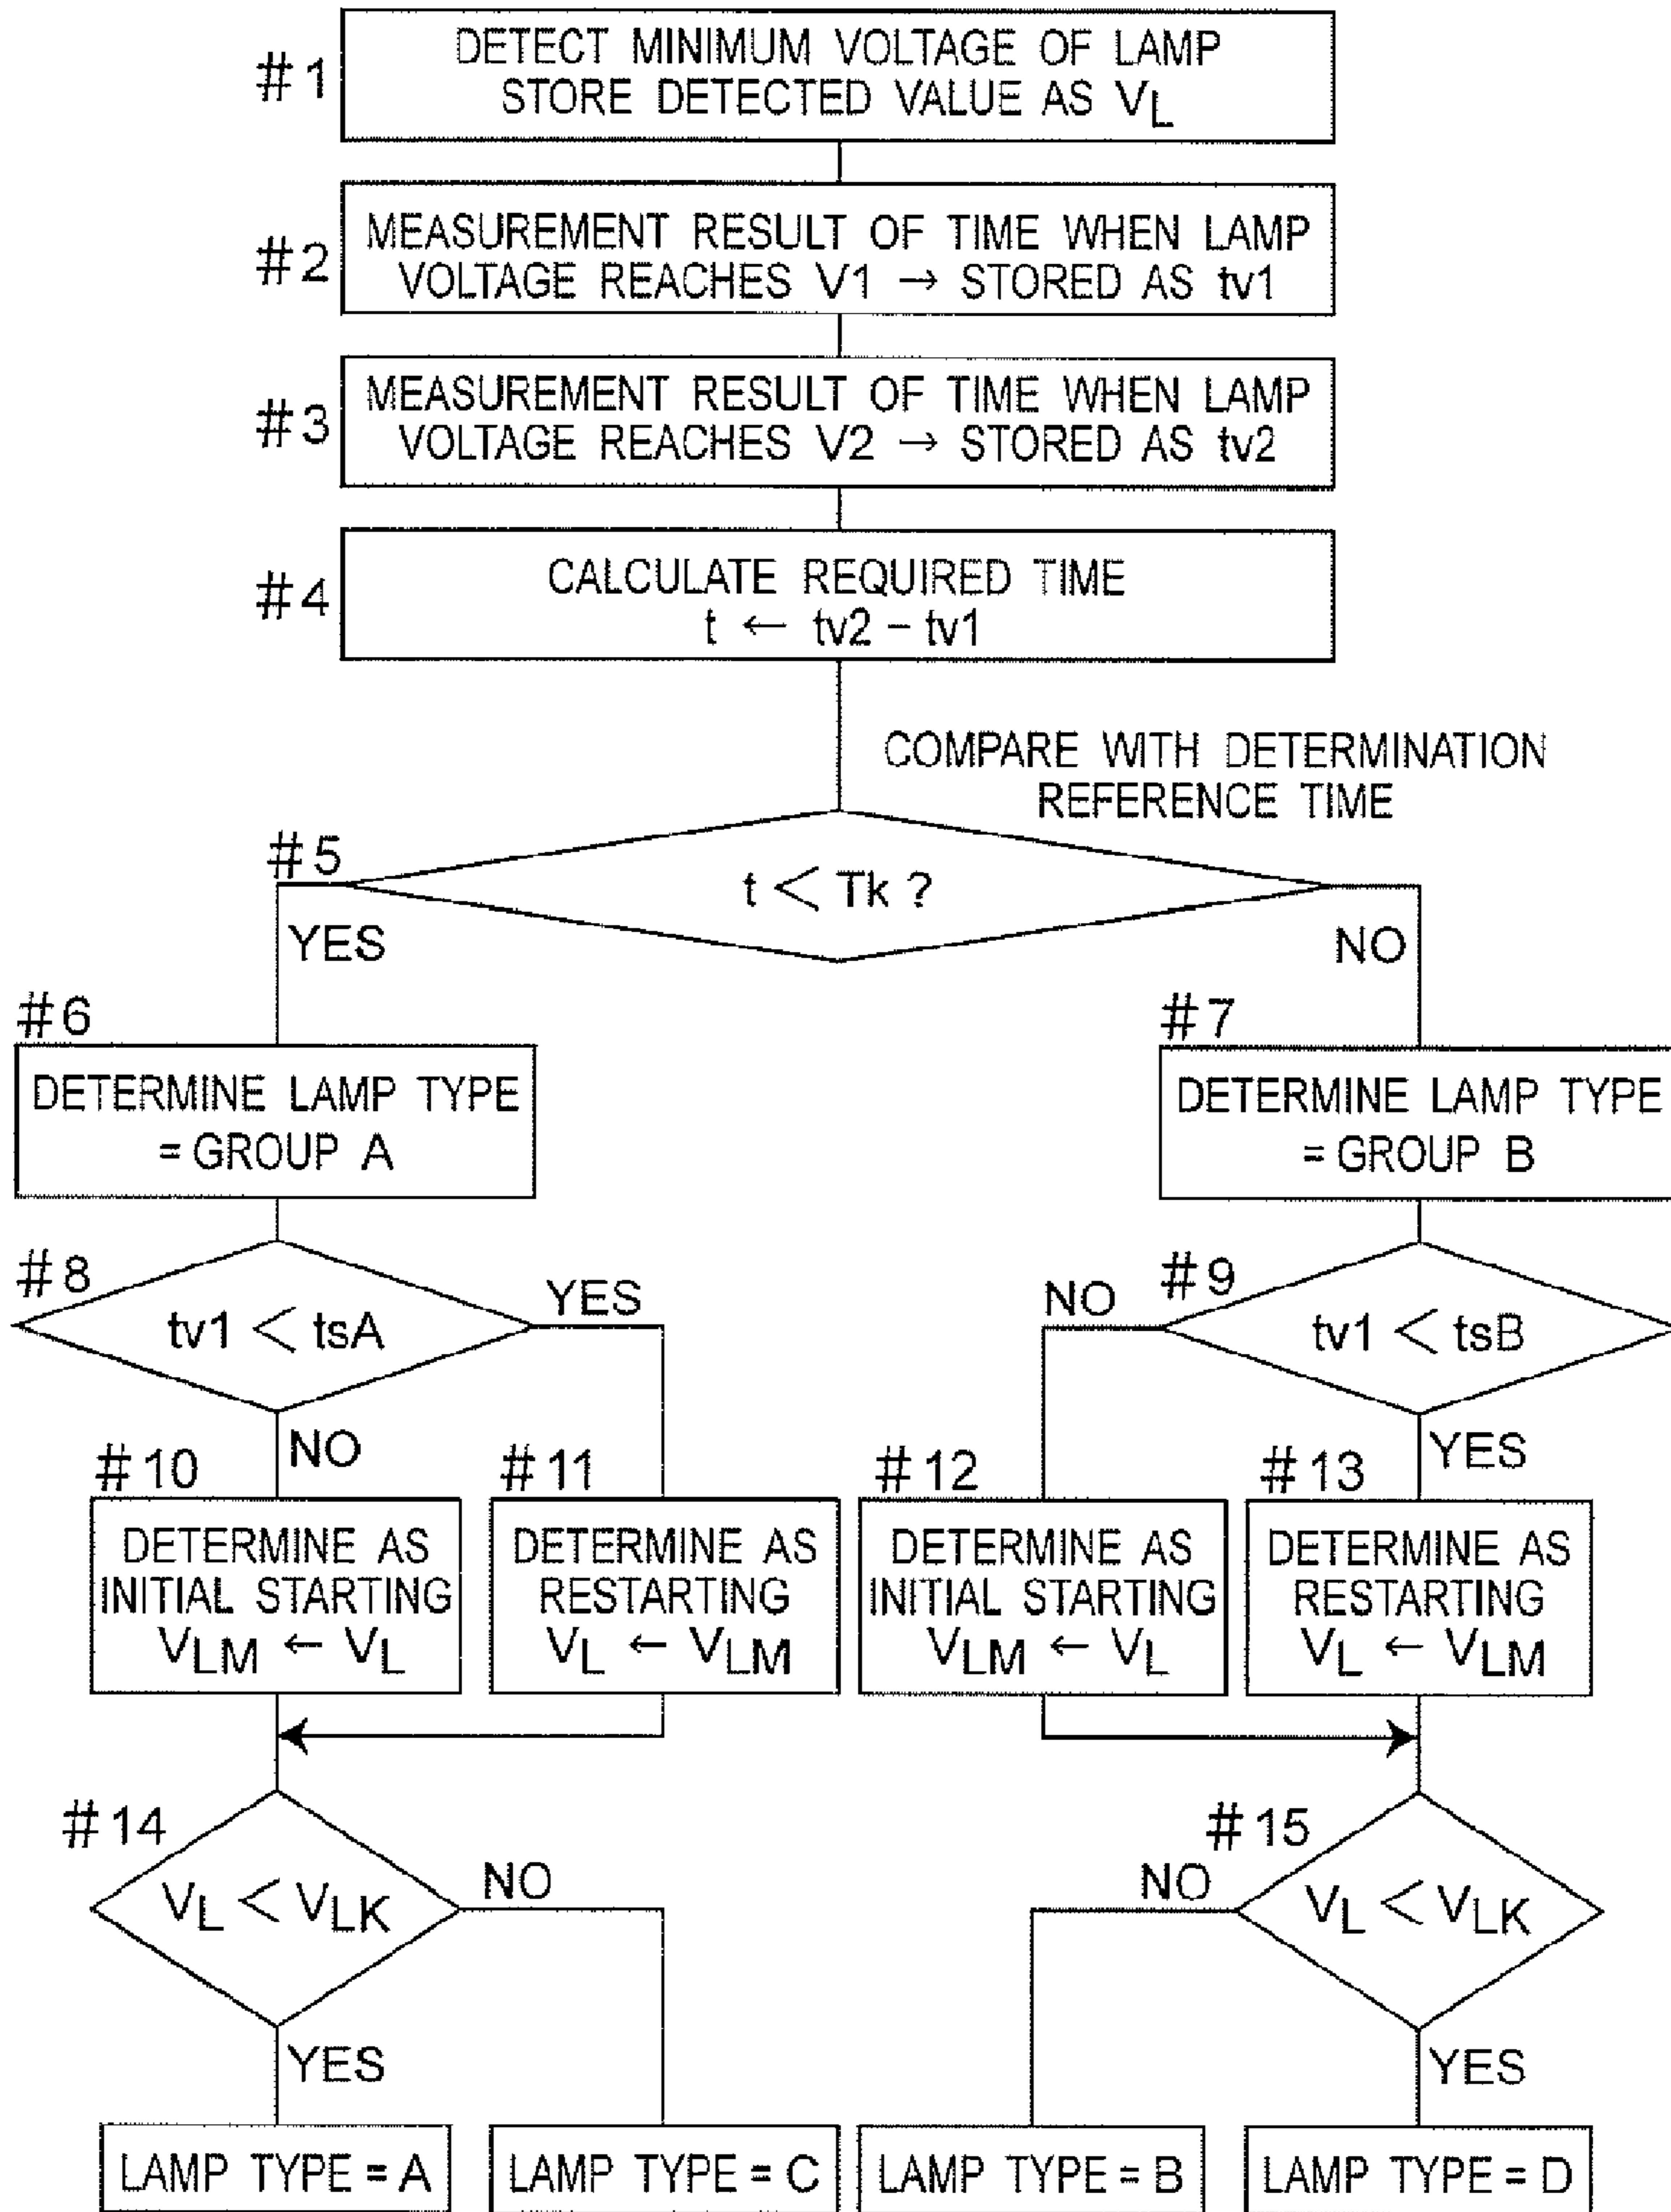 #1
DETECT MINIMUM VOLTAGE OF LAMP
STORE DETECTED VALUE AS VL
#2
MEASUREMENT RESULT OF TIME WHEN LAMP
VOLTAGE REACHES V1 → STORED AS tv1
#3
MEASUREMENT RESULT OF TIME WHEN LAMP
VOLTAGE REACHES V2 → STORED AS tv2
#4
CALCULATE REQUIRED TIME
t ← tv2 – tv1
COMPARE WITH DETERMINATION
REFERENCE TIME
#5
t < Tk ?
YES
NO
#6
DETERMINE LAMP TYPE
= GROUP A
#7
DETERMINE LAMP TYPE
= GROUP B
#8
tv1 < tsA
YES
NO
#9
tv1 < tsB
NO
YES
#10
DETERMINE AS
INITIAL STARTING
VLM ← VL
#11
DETERMINE AS
RESTARTING
VL ← VLM
#12
DETERMINE AS
INITIAL STARTING
VLM ← VL
#13
DETERMINE AS
RESTARTING
VL ← VLM
#14
VL < VLK
NO
YES
#15
VL < VLK
NO
YES
LAMP TYPE = A
LAMP TYPE = C
LAMP TYPE = B
LAMP TYPE = D